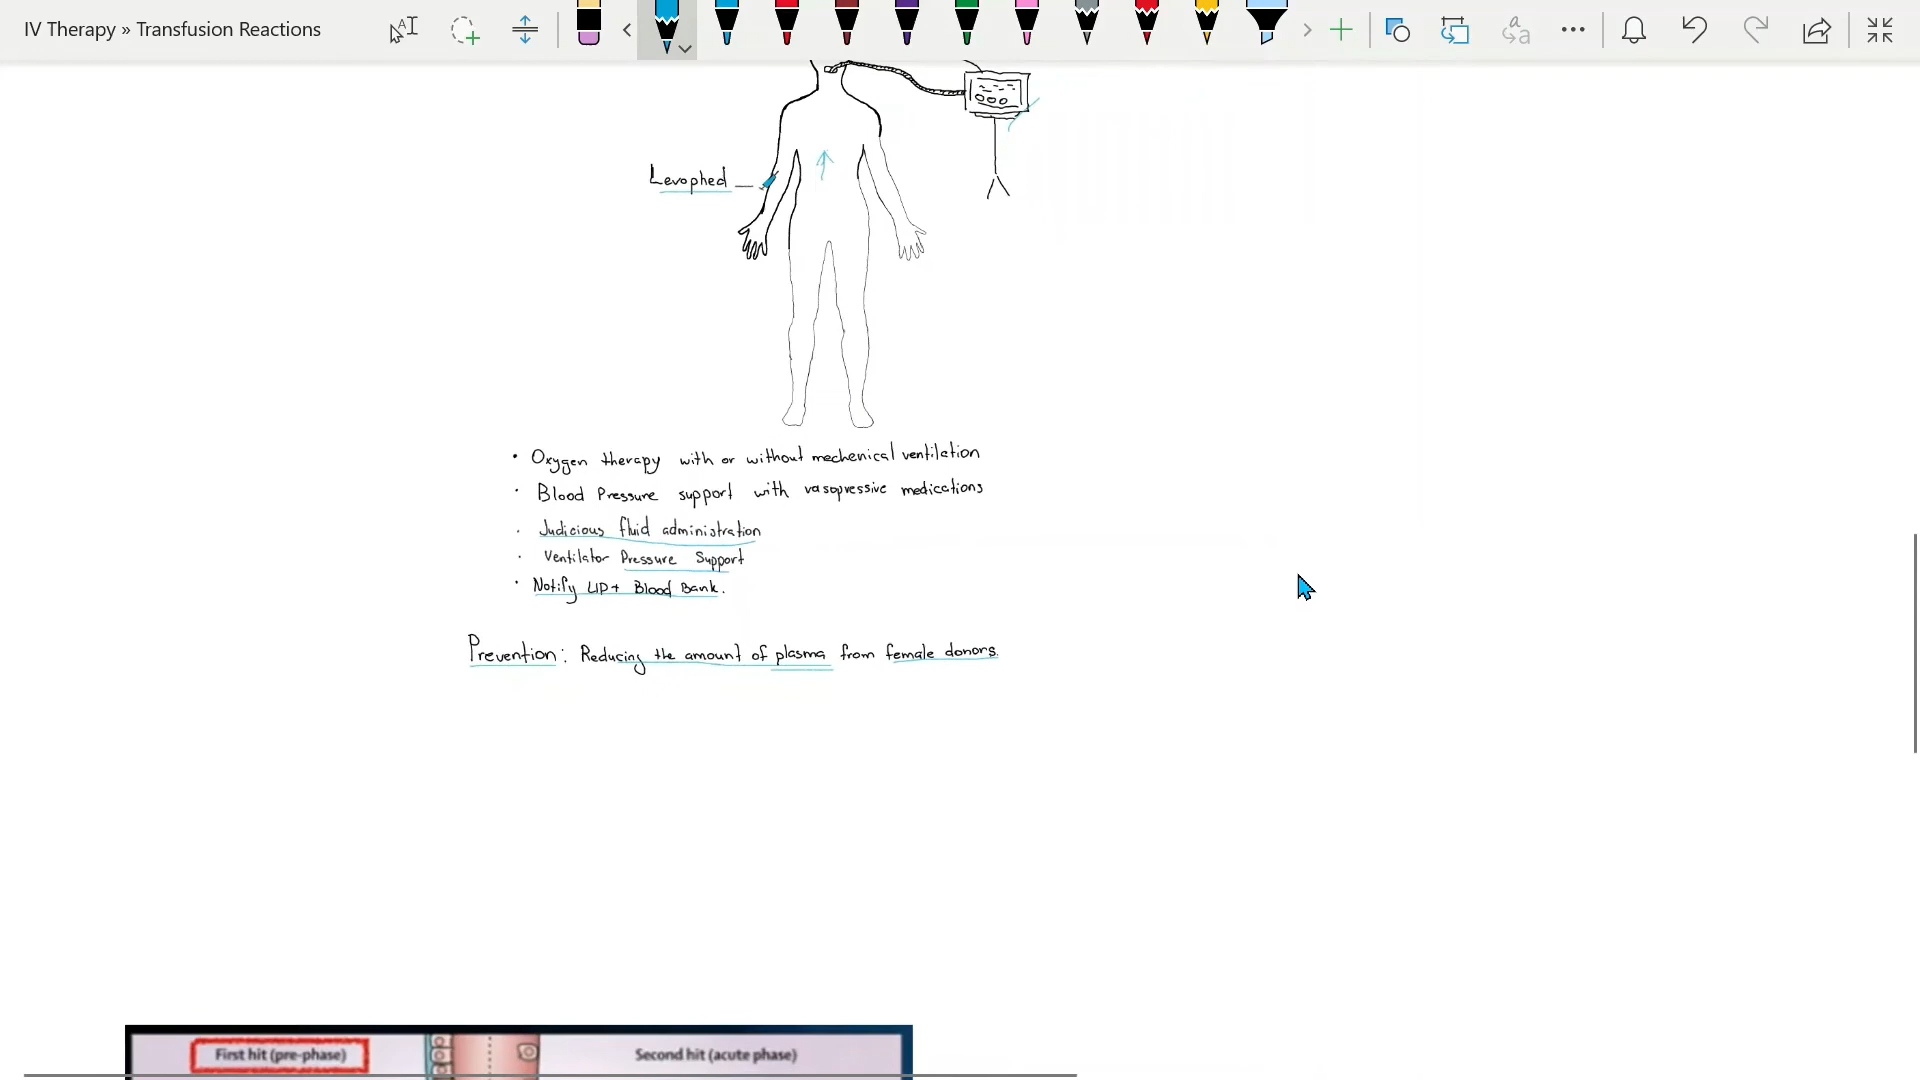 IV Therapy » Transfusion Reactions
Levophed
• Oxygen therapy with or without mechenical ventilation
• Blood Pressure support with vasopressive medications
• Judicious fluid administration
• Ventilator Pressure Support
• Notify LIP + Blood Bank.
Prevention: Reducing the amount of plasma from female donors.
First hit (pre-phase)
Second hit (acute phase)